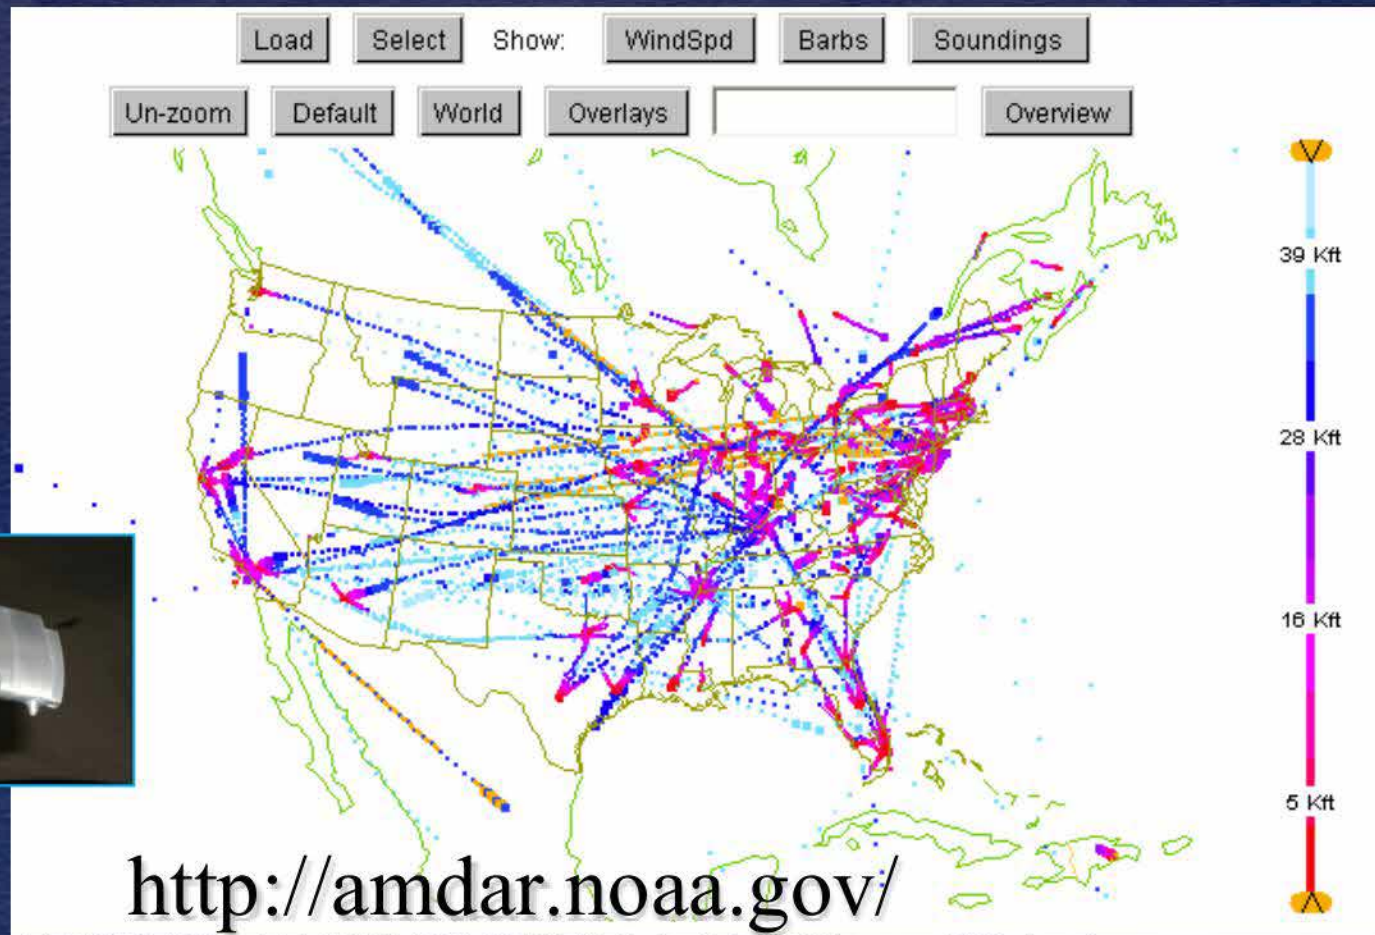 Load Select Show: WindSpd Barbs Soundings
Un-zoom Default World Overlays Overview
39 Kft
28 Kft
16 Kft
5 Kft
http://amdar.noaa.gov/